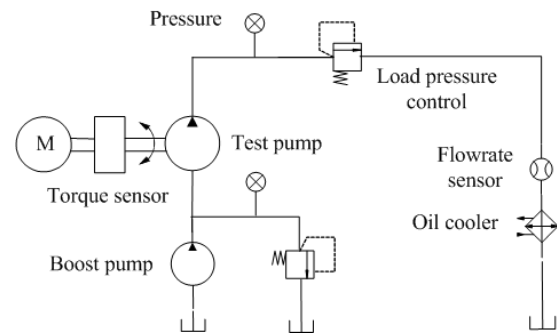 Pressure
Load pressure
control
M
Test pump
Torque sensor
Flowrate
sensor
Oil cooler
Boost pump